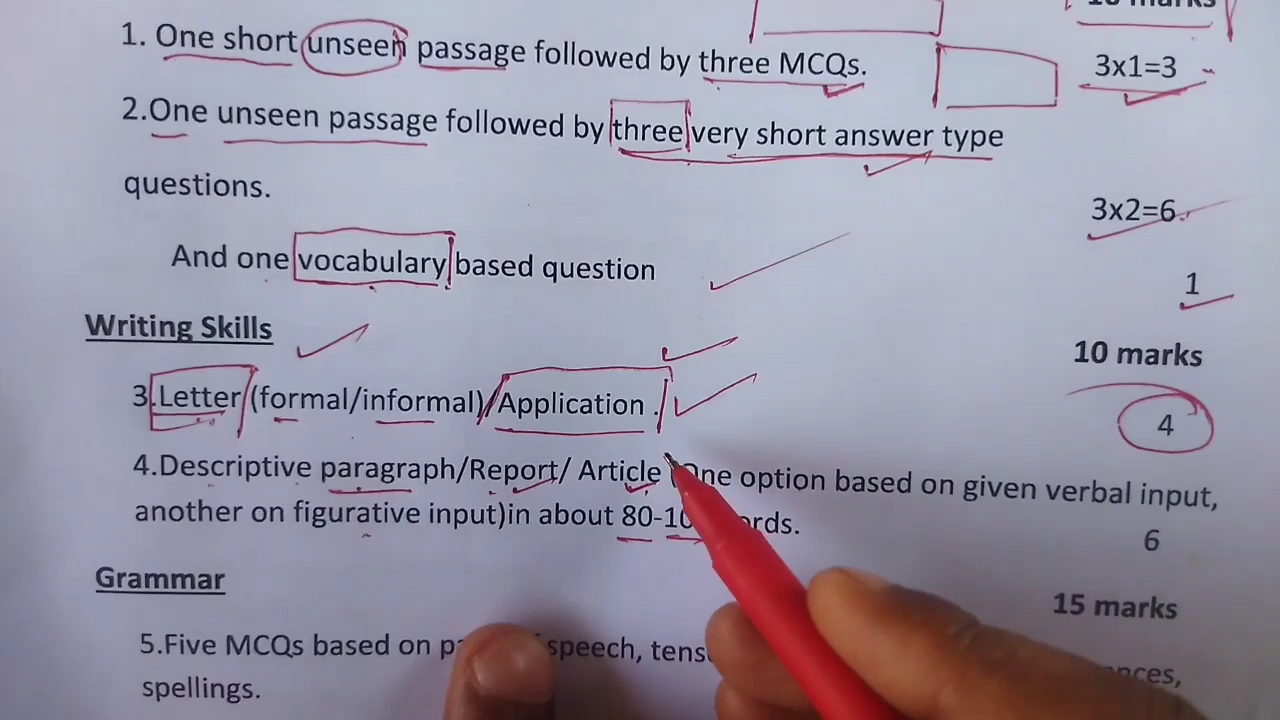 1. One short unseen passage followed by three MCQs. 3x1=3
2.One unseen passage followed by three very short answer type
questions. 3x2=6
And one vocabulary based question 1
Writing Skills 10 marks
3.Letter (formal/informal)/Application . 4
4.Descriptive paragraph/Report/ Article (One option based on given verbal input,
another on figurative input)in about 80- 6
Grammar 15 marks
5.Five MCQs based on speech,
spellings.